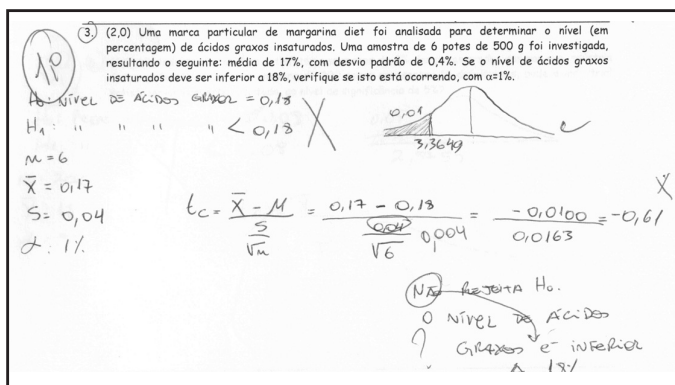 3. (2,0) Uma marca particular de margarina diet foi analisada para determinar o nível (em
percentagem) de ácidos graxos insaturados. Uma amostra de 6 potes de 500 g foi investigada,
resultando o seguinte: média de 17%, com desvio padrão de 0,4%. Se o nível de ácidos graxos
insaturados deve ser inferior a 18%, verifique se isto está ocorrendo, com α=1%.
H0: NÍVEL DE ÁCIDOS GRAXOS = 0,18
H1: " " " " < 0,18
0,01
3,3649
n = 6
X̄ = 0,17
S = 0,04
α: 1%
tc = X̄ - M / S/√n = 0,17 - 0,18 / 0,04/√6 = -0,0100 / 0,0163 = -0,61
0,004
NÃO REJEITA H0.
O NÍVEL DE ÁCIDOS
? GRAXOS É INFERIOR
A 18%